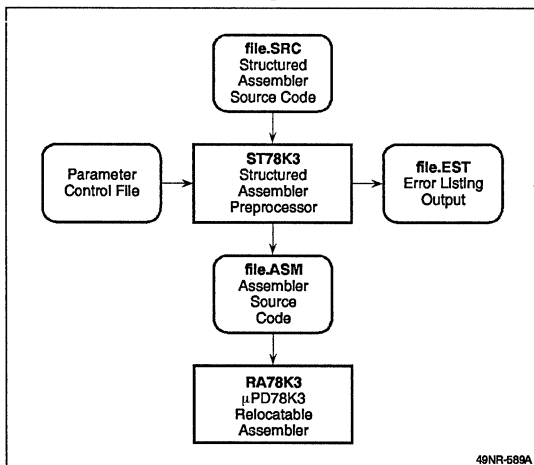 file.SRC
Structured
Assembler
Source Code
Parameter
Control File
ST78K3
Structured
Assembler
Preprocessor
file.EST
Error Listing
Output
file.ASM
Assembler
Source
Code
RA78K3
µPD78K3
Relocatable
Assembler
49NR-589A